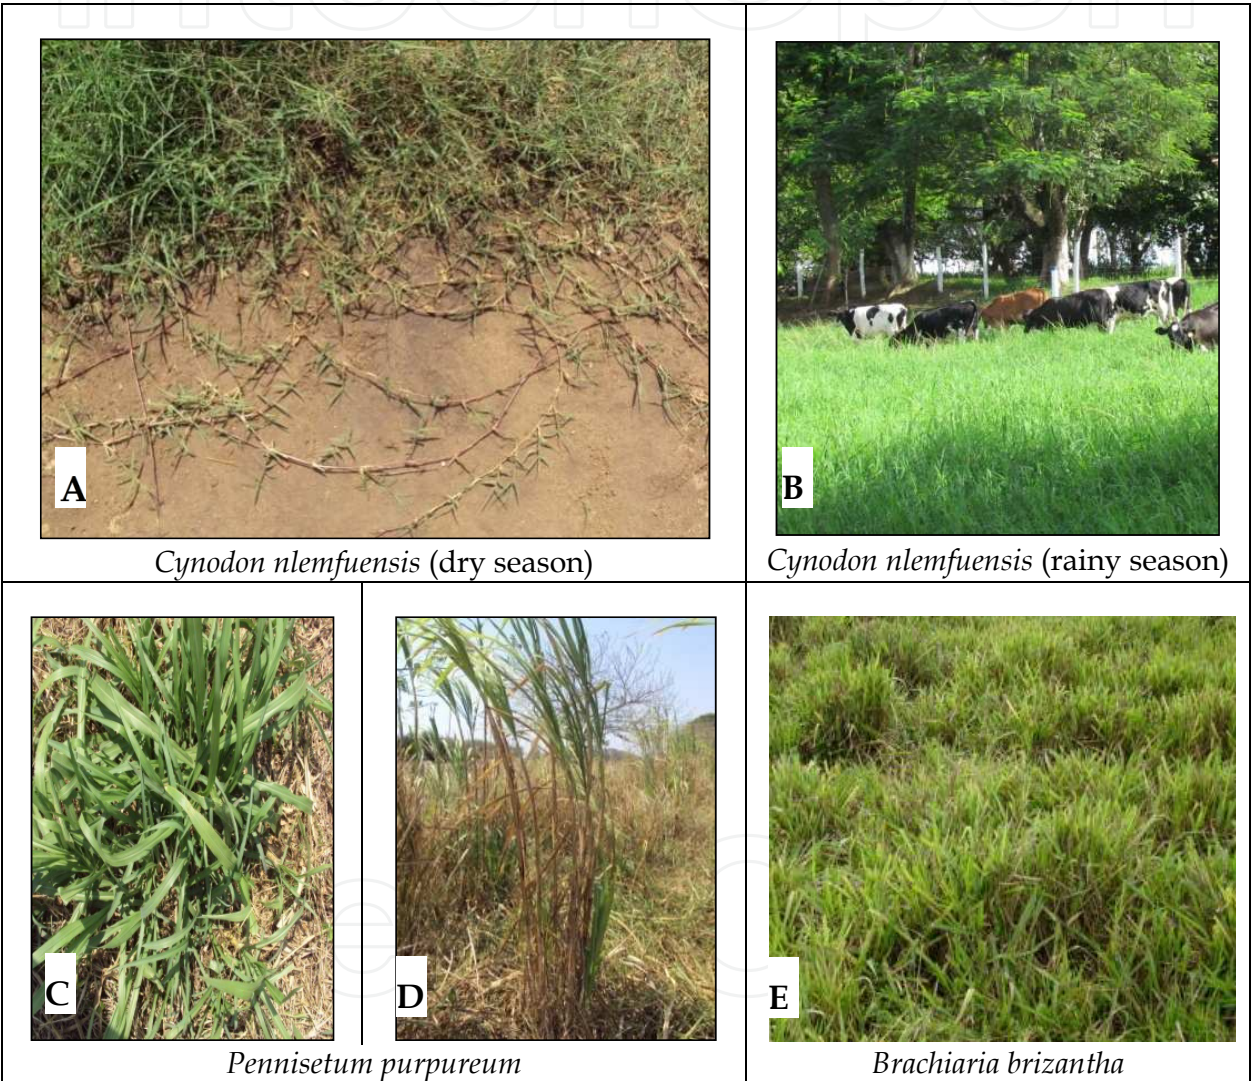 A
B
Cynodon nlemfuensis (dry season)
Cynodon nlemfuensis (rainy season)
C
D
E
Pennisetum purpureum
Brachiaria brizantha